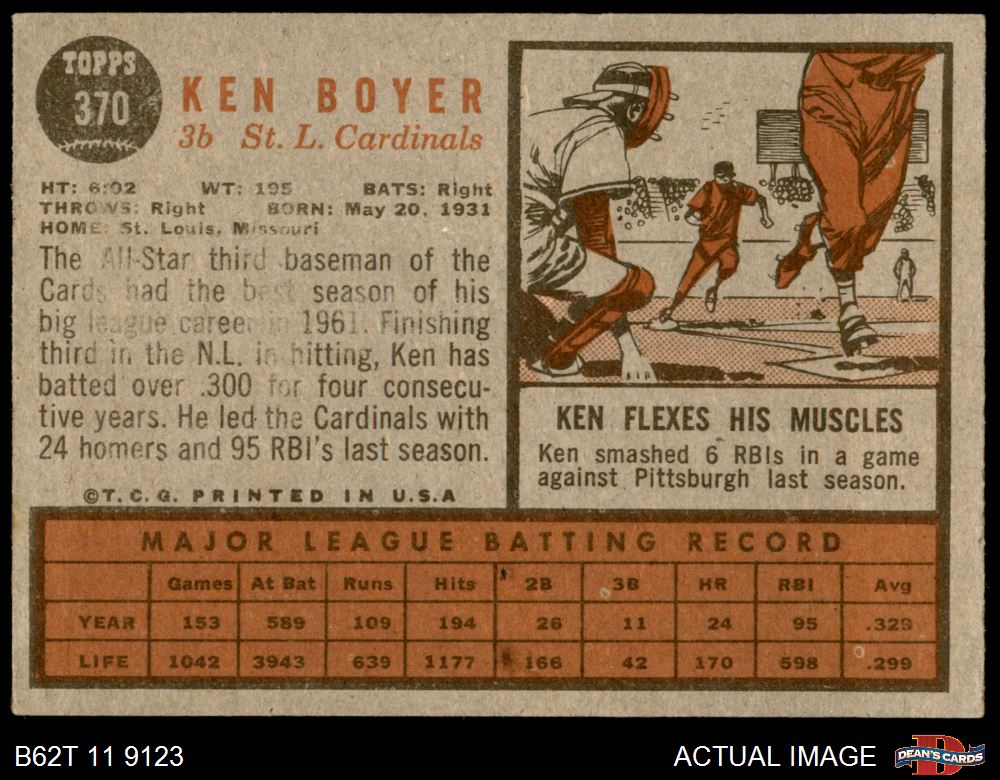 TOPPS
370
KEN BOYER
3b St. L. Cardinals
HT: 6:02 WT: 195 BATS: Right
THROWS: Right BORN: May 20, 1931
HOME: St. Louis, Missouri
The All-Star third baseman of the
Cards had the best season of his
big league career in 1961. Finishing
third in the N.L. in hitting, Ken has
batted over .300 for four consecu-
tive years. He led the Cardinals with
24 homers and 95 RBI's last season.
©T.C.G. PRINTED IN U.S.A
KEN FLEXES HIS MUSCLES
Ken smashed 6 RBIs in a game
against Pittsburgh last season.
MAJOR LEAGUE BATTING RECORD
Games At Bat Runs Hits 2B 3B HR RBI Avg
YEAR 153 589 109 194 26 11 24 95 .329
LIFE 1042 3943 639 1177 166 42 170 598 .299
B62T 11 9123
ACTUAL IMAGE
DEAN'S CARDS